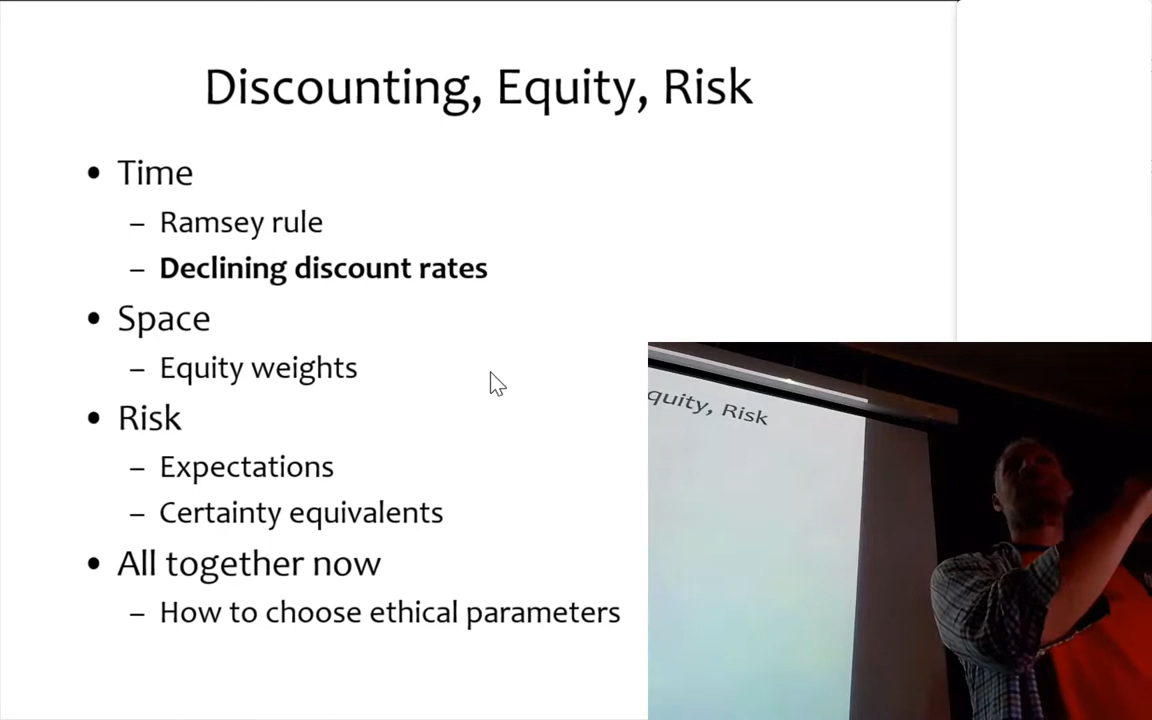 Discounting, Equity, Risk
• Time
– Ramsey rule
– Declining discount rates
• Space
– Equity weights
• Risk
– Expectations
– Certainty equivalents
• All together now
– How to choose ethical parameters
quity, Risk